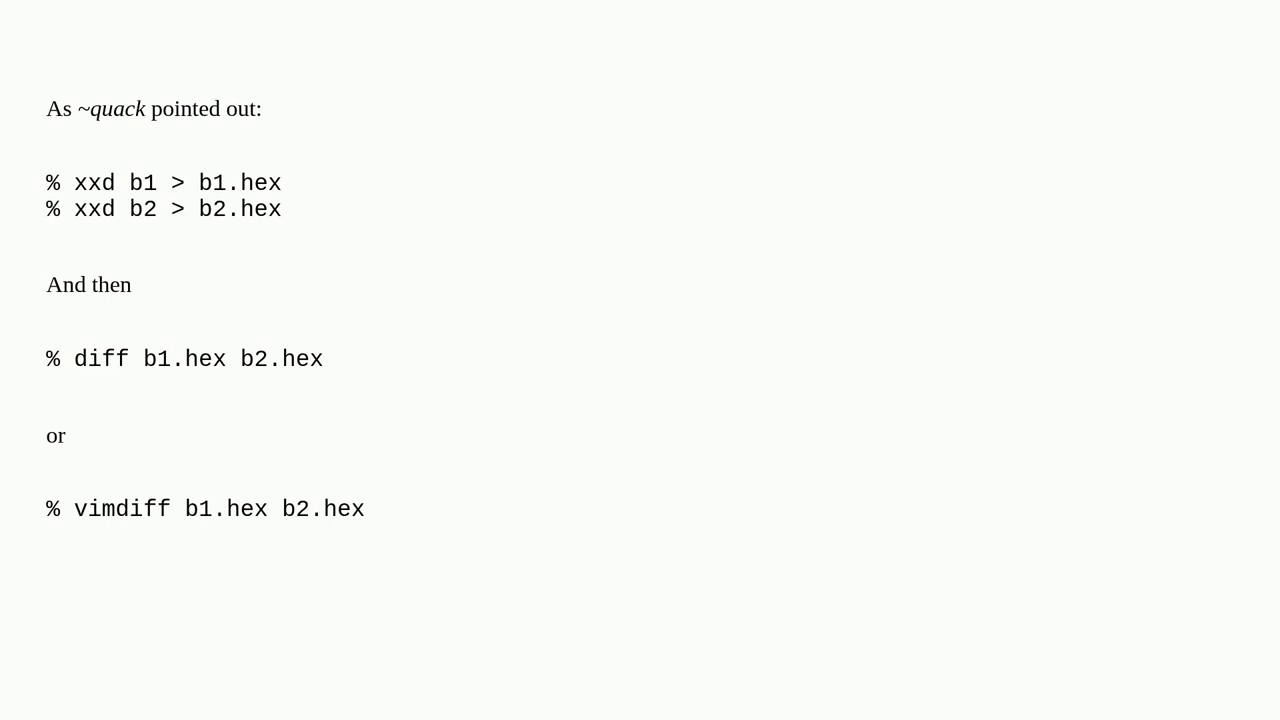 As ~quack pointed out:
% xxd b1 > b1.hex
% xxd b2 > b2.hex
And then
% diff b1.hex b2.hex
or
% vimdiff b1.hex b2.hex